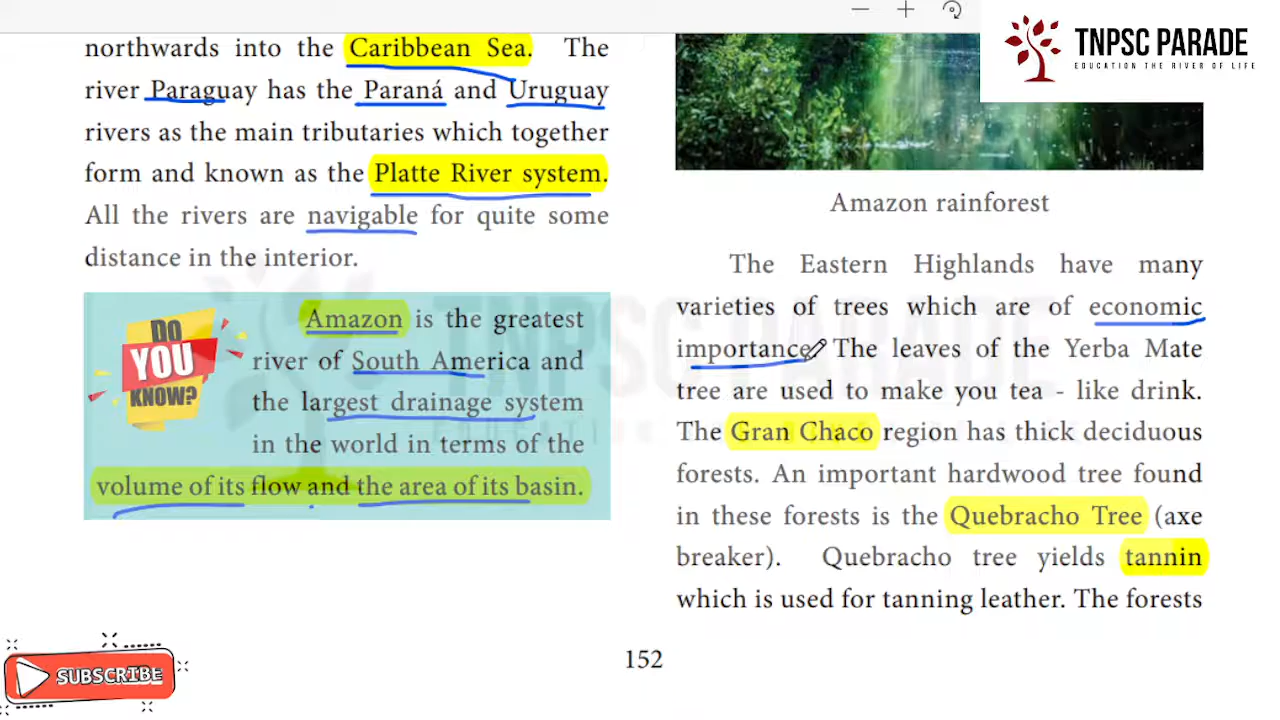 TNPSC PARADE
EDUCATION THE RIVER OF LIFE
northwards into the Caribbean Sea. The
river Paraguay has the Paraná and Uruguay
rivers as the main tributaries which together
form and known as the Platte River system.
All the rivers are navigable for quite some
distance in the interior.
DO
YOU
KNOW?
Amazon is the greatest
river of South America and
the largest drainage system
in the world in terms of the
volume of its flow and the area of its basin.
Amazon rainforest
The Eastern Highlands have many
varieties of trees which are of economic
importance. The leaves of the Yerba Mate
tree are used to make you tea - like drink.
The Gran Chaco region has thick deciduous
forests. An important hardwood tree found
in these forests is the Quebracho Tree (axe
breaker). Quebracho tree yields tannin
which is used for tanning leather. The forests
152
SUBSCRIBE
TNPSC PARADE